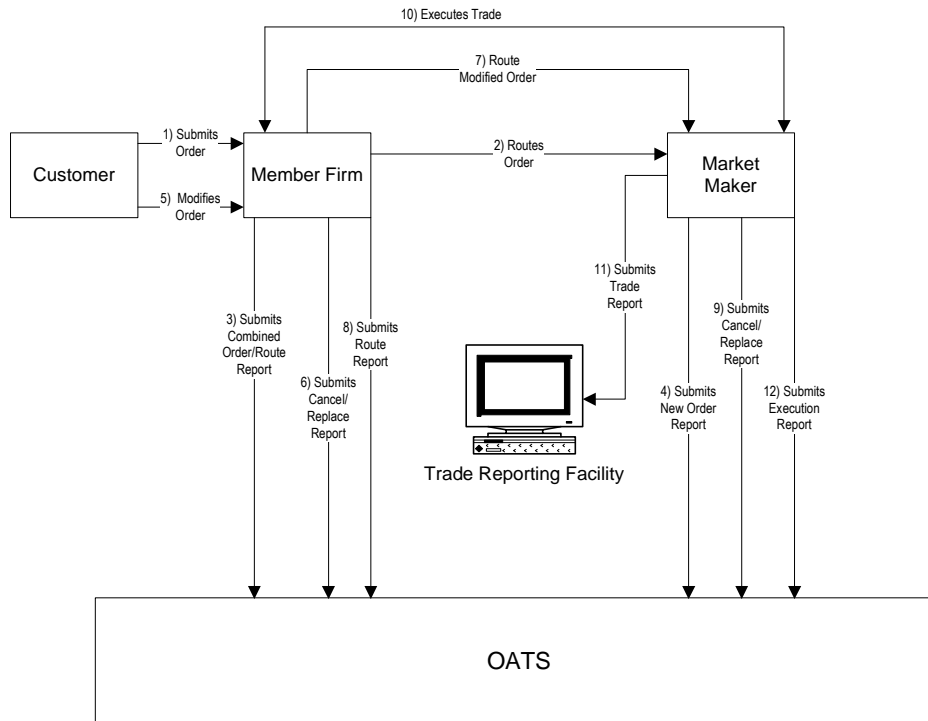 10) Executes Trade
7) Route
Modified Order
1) Submits
Order
2) Routes
Order
Customer
Member Firm
Market
Maker
5) Modifies
Order
11) Submits
Trade
Report
3) Submits
Combined
Order/Route
Report
8) Submits
Route
Report
9) Submits
Cancel/
Replace
Report
6) Submits
Cancel/
Replace
Report
4) Submits
New Order
Report
12) Submits
Execution
Report
Trade Reporting Facility
OATS